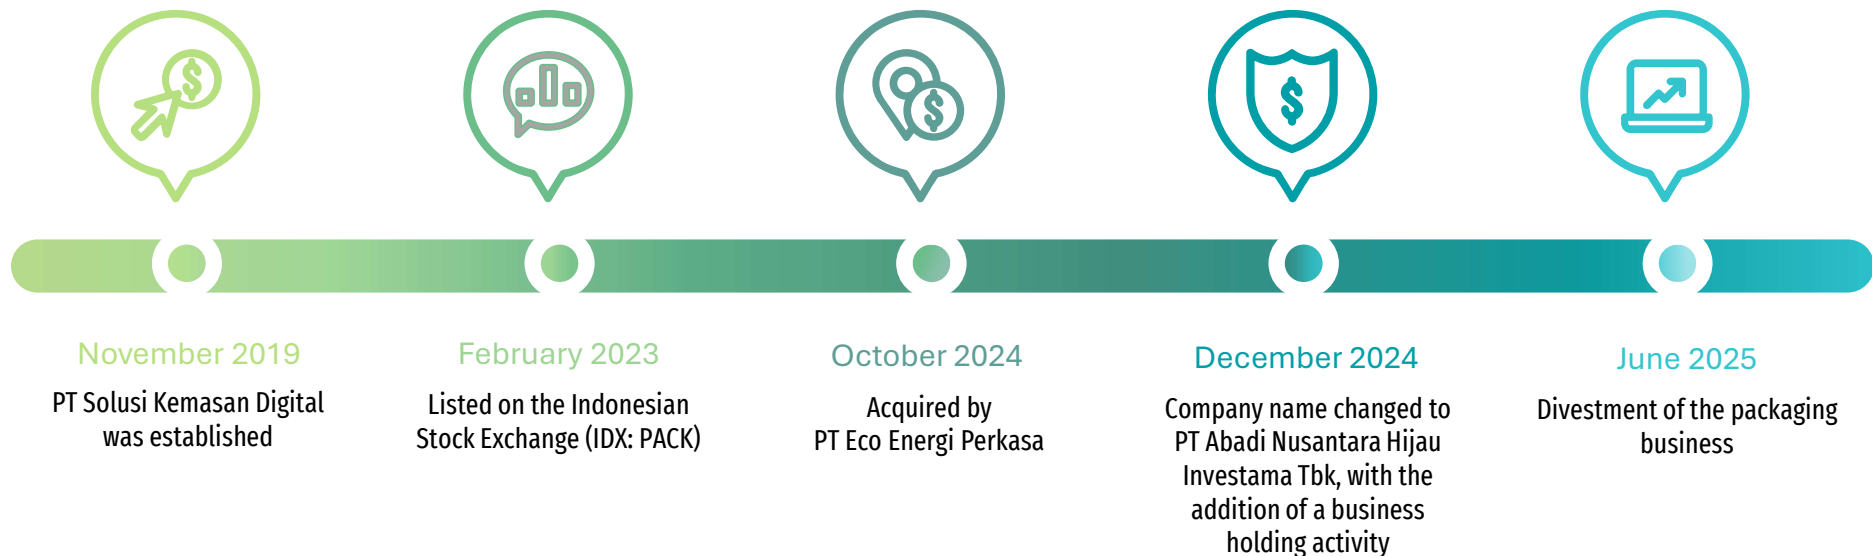 November 2019
PT Solusi Kemasan Digital
was established
February 2023
Listed on the Indonesian
Stock Exchange (IDX: PACK)
October 2024
Acquired by
PT Eco Energi Perkasa
December 2024
Company name changed to
PT Abadi Nusantara Hijau
Investama Tbk, with the
addition of a business
holding activity
June 2025
Divestment of the packaging
business